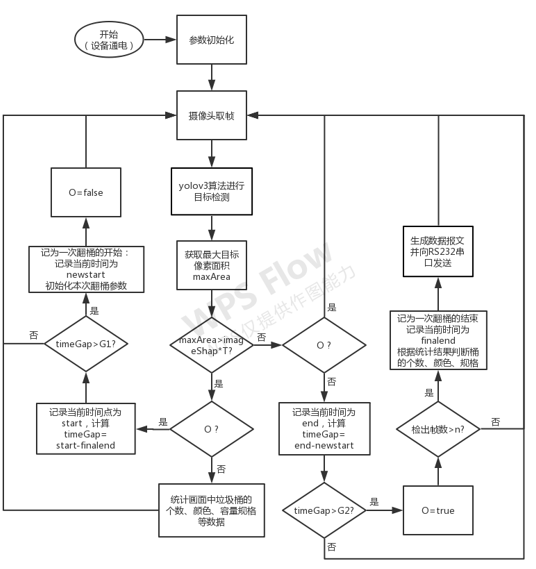 开始
（设备通电）
参数初始化
摄像头取帧
yolov3算法进行
目标检测
获取最大目标
像素面积
maxArea
maxArea>imag
eShap*T?
是
否
O？
是
否
记录当前时间点为
start，计算
timeGap=
start-finalend
timeGap>G1?
否
是
记为一次翻桶的开始：
记录当前时间为
newstart
初始化本次翻桶参数
O=false
统计画面中垃圾桶的
个数、颜色、容量规格
等数据
O？
是
否
记录当前时间为
end，计算
timeGap=
end-newstart
timeGap>G2?
是
否
O=true
检出帧数>n?
是
否
记为一次翻桶的结束
记录当前时间为
finalend
根据统计结果判断桶
的个数、颜色、规格
生成数据报文
并向RS232串
口发送
WPS Flow
仅提供作图能力